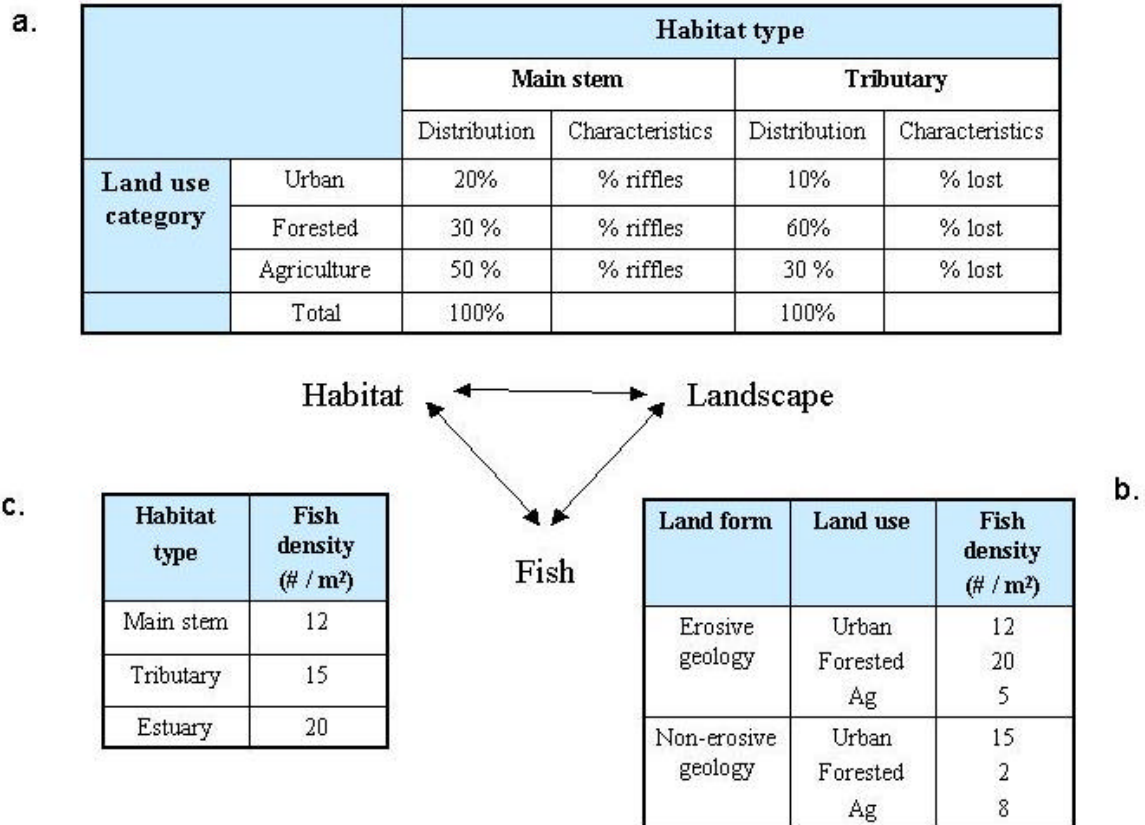 a.
Habitat type
Main stem Tributary
Distribution Characteristics Distribution Characteristics
Land use category Urban 20% % riffles 10% % lost
Forested 30 % % riffles 60% % lost
Agriculture 50 % % riffles 30 % % lost
Total 100% 100%
Habitat Landscape
Fish
c.
Habitat type Fish density (# / m²)
Main stem 12
Tributary 15
Estuary 20
b.
Land form Land use Fish density (# / m²)
Erosive geology Urban 12
Forested 20
Ag 5
Non-erosive geology Urban 15
Forested 2
Ag 8